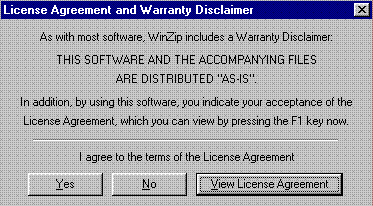 License Agreement and Warranty Disclaimer
As with most software, WinZip includes a Warranty Disclaimer:
THIS SOFTWARE AND THE ACCOMPANYING FILES
ARE DISTRIBUTED "AS-IS".
In addition, by using this software, you indicate your acceptance of the
License Agreement, which you can view by pressing the F1 key now.
I agree to the terms of the License Agreement
Yes No View License Agreement